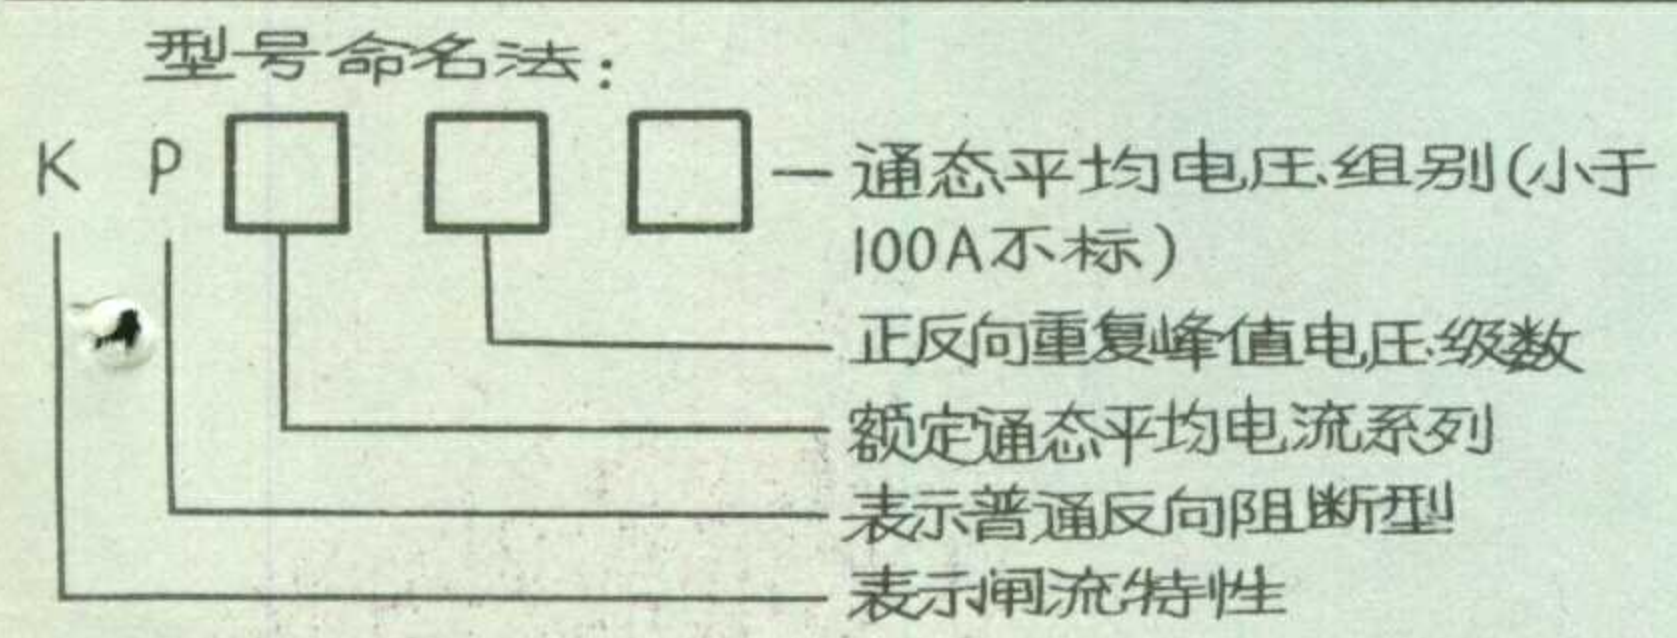 型号命名法：
K P □ □ □ — 通态平均电压组别(小于
100A不标)
正反向重复峰值电压级数
额定通态平均电流系列
表示普通反向阻断型
表示闸流特性